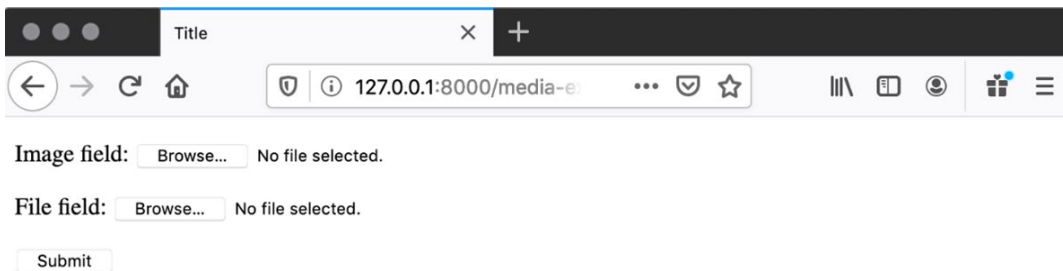 Title
127.0.0.1:8000/media-e
Image field: Browse... No file selected.
File field: Browse... No file selected.
Submit